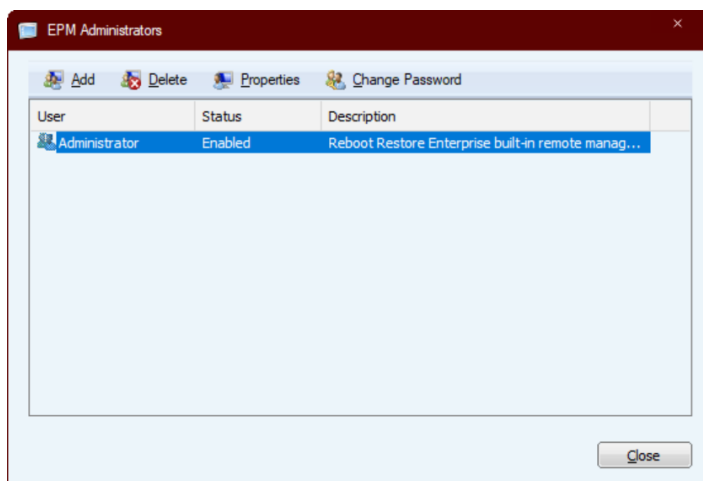 EPM Administrators
Add Delete Properties Change Password
User Status Description
Administrator Enabled Reboot Restore Enterprise built-in remote manag...
Close